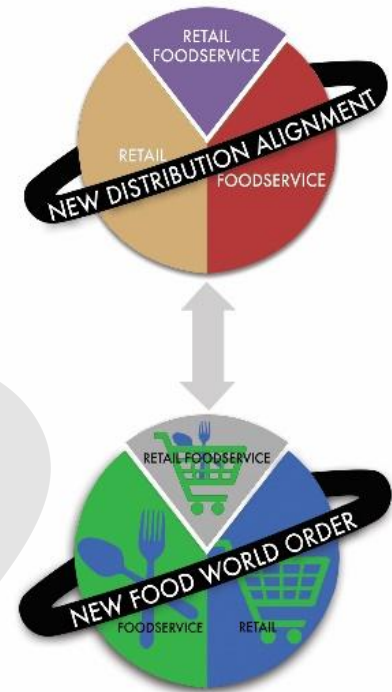 RETAIL
FOODSERVICE
RETAIL
FOODSERVICE
NEW DISTRIBUTION ALIGNMENT
RETAIL FOODSERVICE
NEW FOOD WORLD ORDER
FOODSERVICE
RETAIL